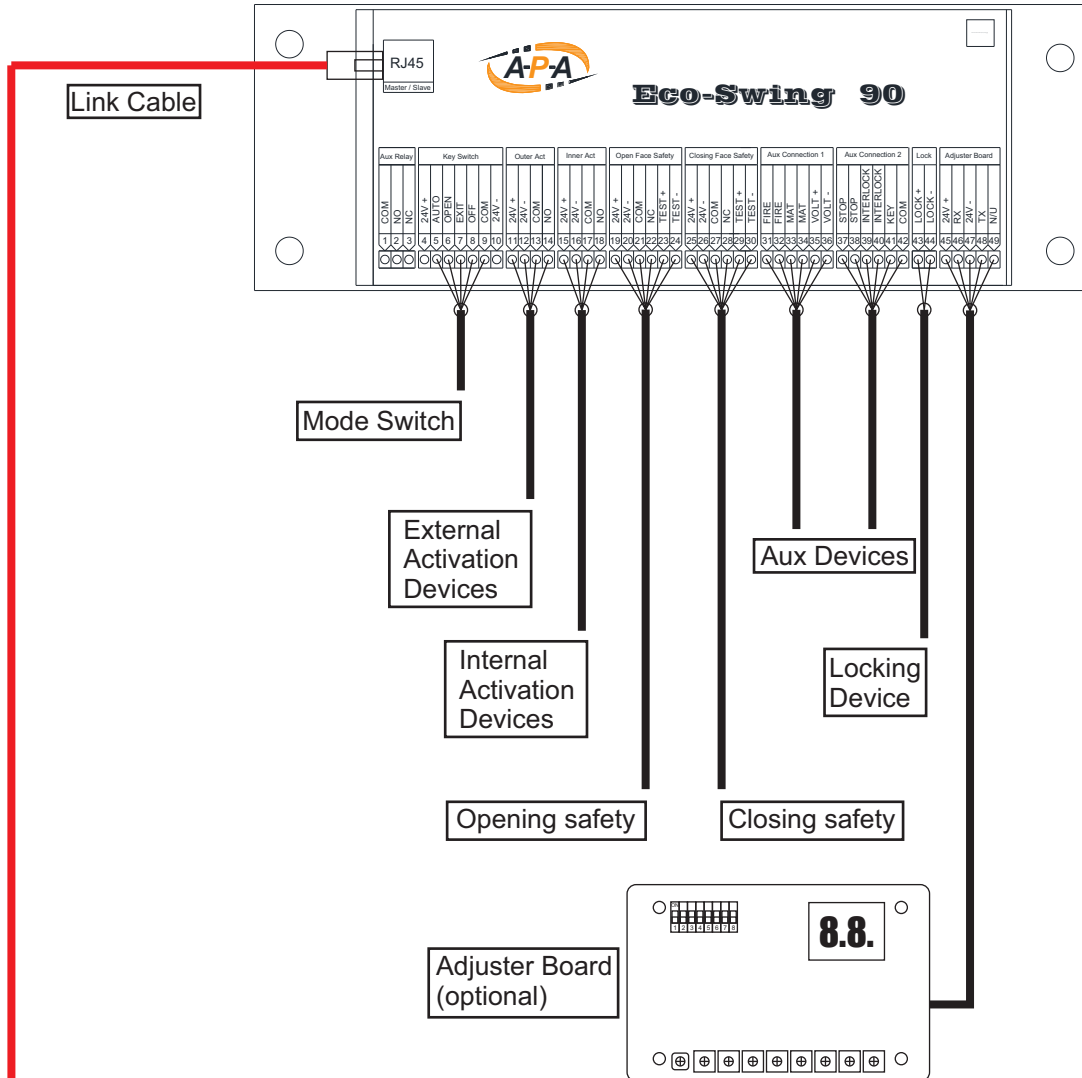 RJ45
Master / Slave
A-P-A
Eco-Swing 90
Link Cable
Aux Relay Key Switch Outer Act Inner Act Open Face Safety Closing Face Safety Aux Connection 1 Aux Connection 2 Lock Adjuster Board
COM NO NC 24V + AUTO OPEN EXIT OFF COM 24V - 24V + 24V - COM NO 24V + 24V - COM NO 24V + 24V - COM NC TEST + TEST - 24V + 24V - COM NC TEST + TEST - FIRE FIRE MAT MAT VOLT + VOLT - STOP STOP INTERLOCK INTERLOCK KEY COM LOCK + LOCK - 24V + RX 24V - TX N/U
1 2 3 4 5 6 7 8 9 10 11 12 13 14 15 16 17 18 19 20 21 22 23 24 25 26 27 28 29 30 31 32 33 34 35 36 37 38 39 40 41 42 43 44 45 46 47 48 49
Mode Switch
External
Activation
Devices
Aux Devices
Internal
Activation
Devices
Locking
Device
Opening safety
Closing safety
ON
1 2 3 4 5 6 7 8
8.8.
Adjuster Board
(optional)